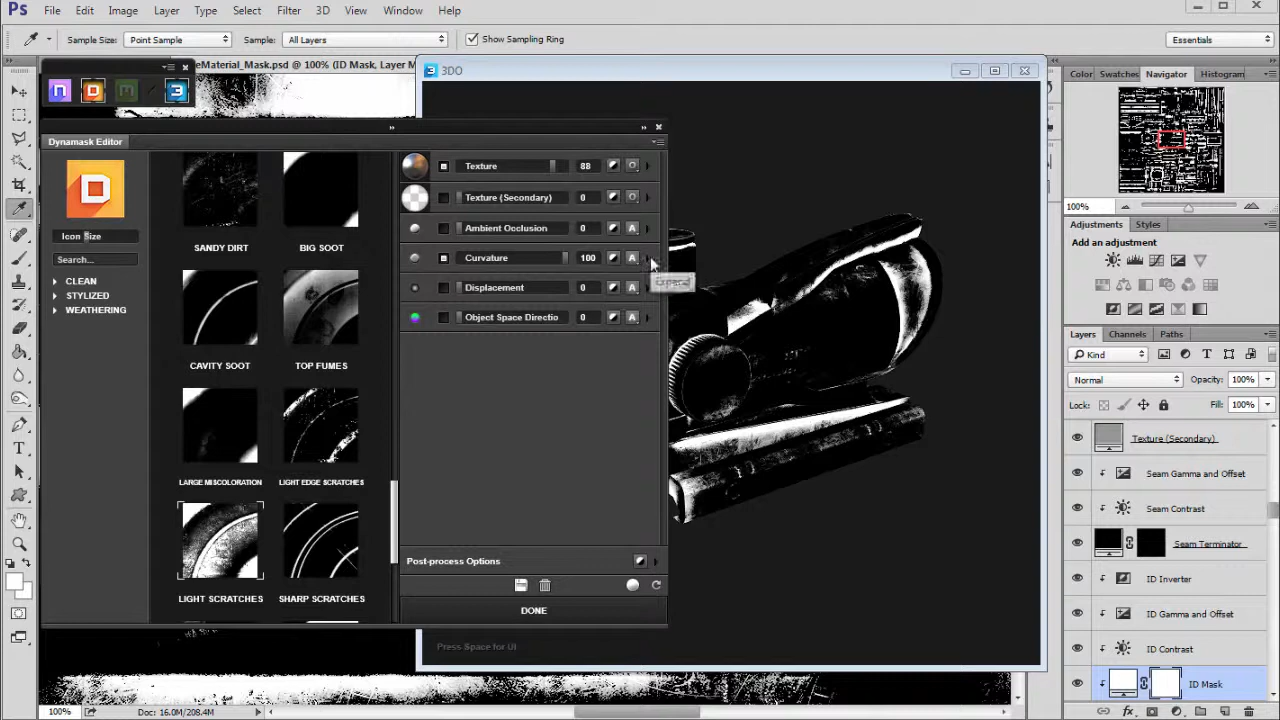 Ps File Edit Image Layer Type Select Filter 3D View Window Help
Sample Size: Point Sample Sample: All Layers Show Sampling Ring Essentials
eMaterial_Mask.psd @ 100% (ID Mask, Layer M
3DO
n D M 3
Color Swatches Navigator Histogram
100%
Dynamask Editor
Icon Size
Search...
CLEAN
STYLIZED
WEATHERING
SANDY DIRT BIG SOOT
CAVITY SOOT TOP FUMES
LARGE MISCOLORATION LIGHT EDGE SCRATCHES
LIGHT SCRATCHES SHARP SCRATCHES
Texture 88
Texture (Secondary) 0
Ambient Occlusion 0 A
Curvature 100 A
Expand
Displacement 0 A
Object Space Directio 0 A
Post-process Options
DONE
Press Space for UI
Adjustments Styles
Add an adjustment
Layers Channels Paths
Kind
Normal Opacity: 100%
Lock: Fill: 100%
Texture (Secondary)
Seam Gamma and Offset
Seam Contrast
Seam Terminator
ID Inverter
ID Gamma and Offset
ID Contrast
ID Mask
100% Doc: 16.0M/208.4M